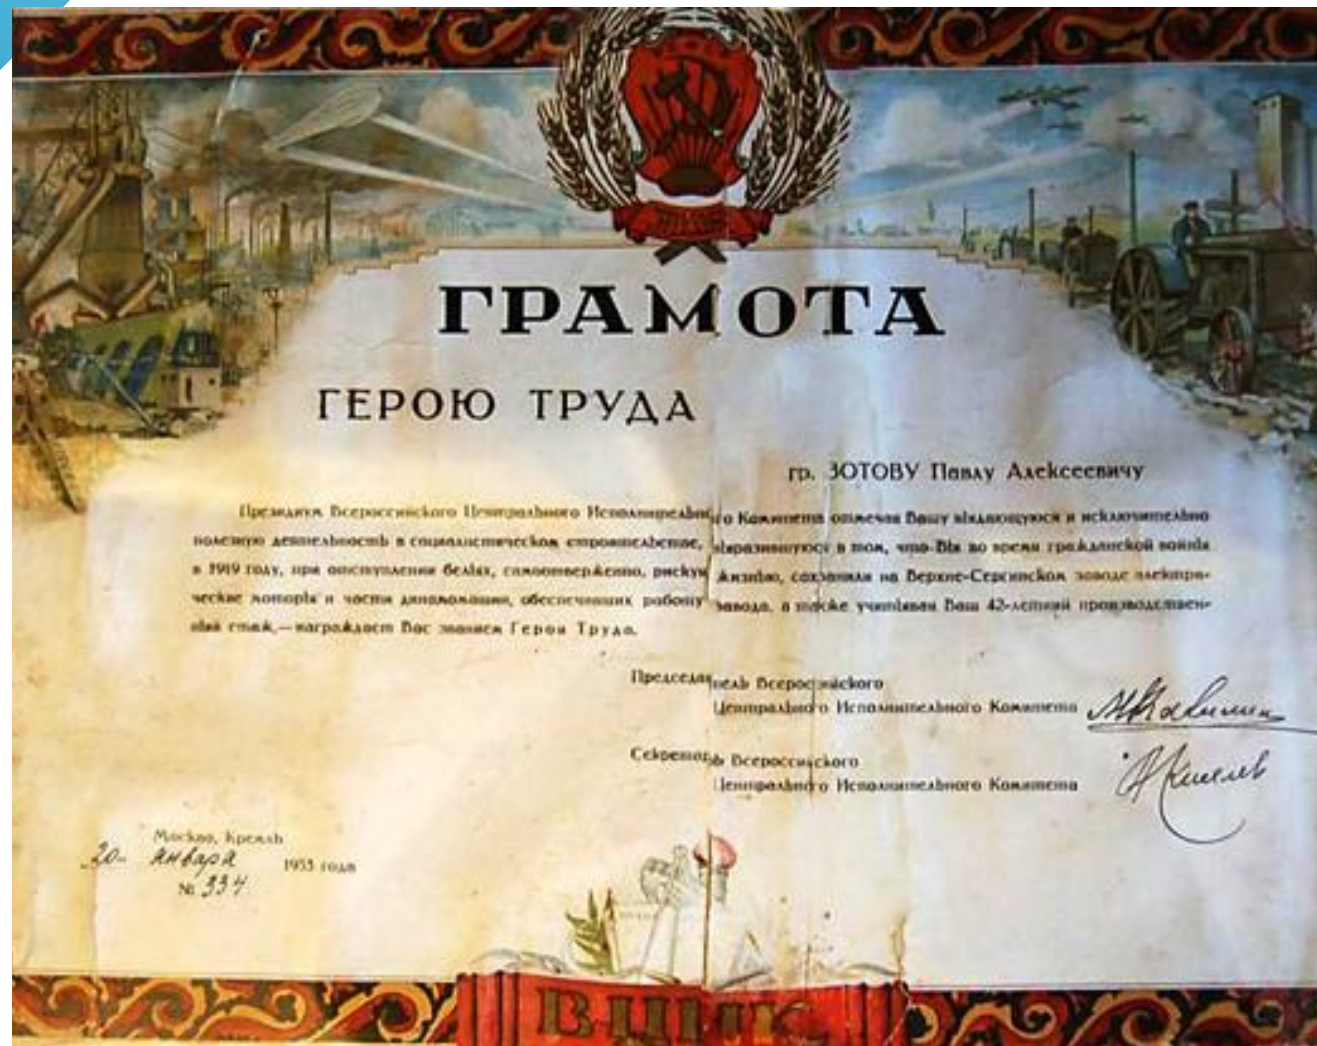 ГРАМОТА
ГЕРОЮ ТРУДА
гр. ЗОТОВУ Павлу Алексеевичу
Президиум Всероссийского Центрального Исполнительного Комитета отмечая Вашу выдающуюся и исключительно
полезную деятельность в социалистическом строительстве, выразившуюся в том, что Вы во время гражданской войны
в 1919 году, при отступлении белых, самоотверженно, рискуя жизнью, сохранили на Верхне-Сергинском заводе электри-
ческие моторы и части динамомашин, обеспечивших работу завода, а также учитывая Ваш 42-летний производствен-
ный стаж,—награждает Вас званием Героя Труда.
Председатель Всероссийского
Центрального Исполнительного Комитета М Калинин
Секретарь Всероссийского
Центрального Исполнительного Комитета А Киселев
Москва, Кремль
„20" января 1933 года
№ 334
ВЦИК